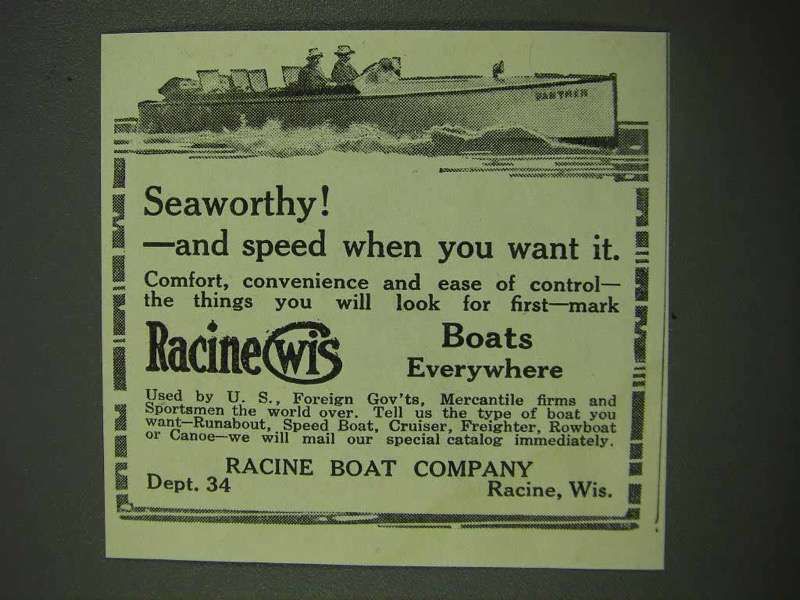 PANTHER
Seaworthy!
—and speed when you want it.
Comfort, convenience and ease of control—
the things you will look for first—mark
Racine Wis Boats
Everywhere
Used by U. S., Foreign Gov'ts, Mercantile firms and
Sportsmen the world over. Tell us the type of boat you
want—Runabout, Speed Boat, Cruiser, Freighter, Rowboat
or Canoe—we will mail our special catalog immediately.
RACINE BOAT COMPANY
Dept. 34 Racine, Wis.